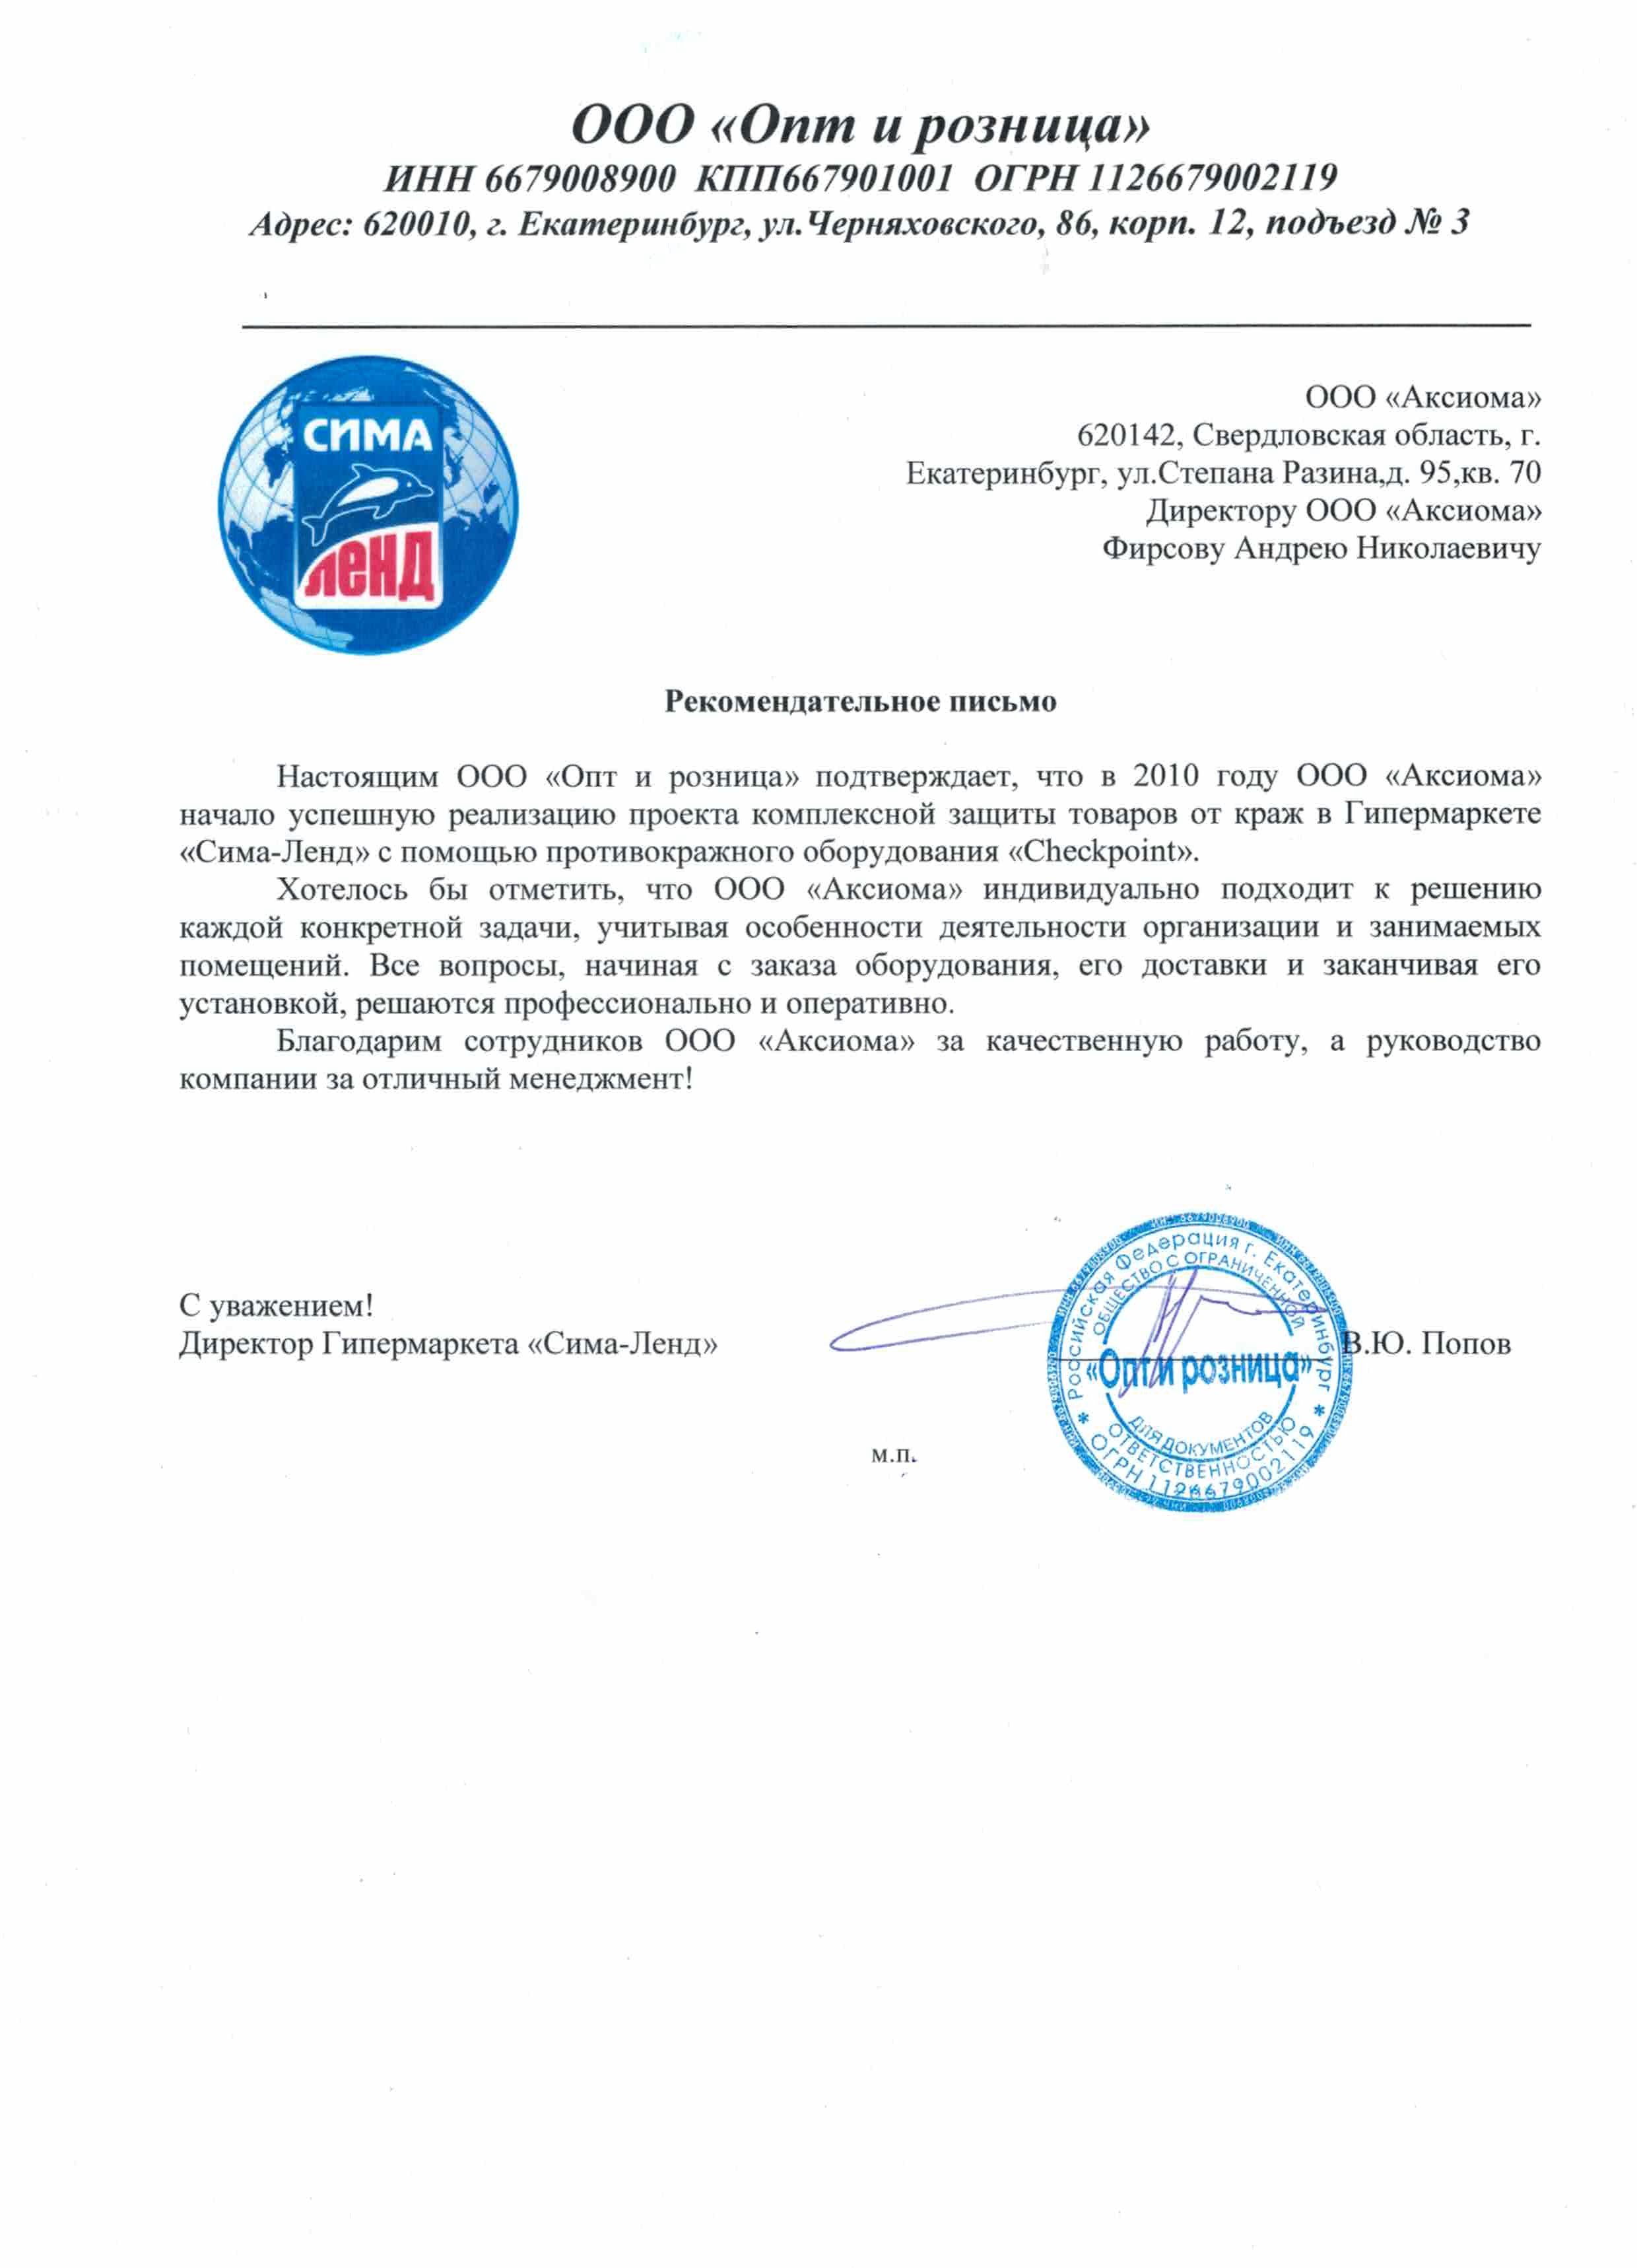 ООО «Опт и розница»
ИНН 6679008900 КПП667901001 ОГРН 1126679002119
Адрес: 620010, г. Екатеринбург, ул.Черняховского, 86, корп. 12, подъезд № 3
СИМА
ленд
ООО «Аксиома»
620142, Свердловская область, г.
Екатеринбург, ул.Степана Разина,д. 95,кв. 70
Директору ООО «Аксиома»
Фирсову Андрею Николаевичу
Рекомендательное письмо
Настоящим ООО «Опт и розница» подтверждает, что в 2010 году ООО «Аксиома»
начало успешную реализацию проекта комплексной защиты товаров от краж в Гипермаркете
«Сима-Ленд» с помощью противокражного оборудования «Checkpoint».
Хотелось бы отметить, что ООО «Аксиома» индивидуально подходит к решению
каждой конкретной задачи, учитывая особенности деятельности организации и занимаемых
помещений. Все вопросы, начиная с заказа оборудования, его доставки и заканчивая его
установкой, решаются профессионально и оперативно.
Благодарим сотрудников ООО «Аксиома» за качественную работу, а руководство
компании за отличный менеджмент!
С уважением!
Директор Гипермаркета «Сима-Ленд» В.Ю. Попов
м.п.
Российская Федерация г. Екатеринбург
ОБЩЕСТВО С ОГРАНИЧЕННОЙ
«Опт и розница»
ДЛЯ ДОКУМЕНТОВ
ОТВЕТСТВЕННОСТЬЮ
* ОГРН 1126679002119 *
ИНН 6679008900